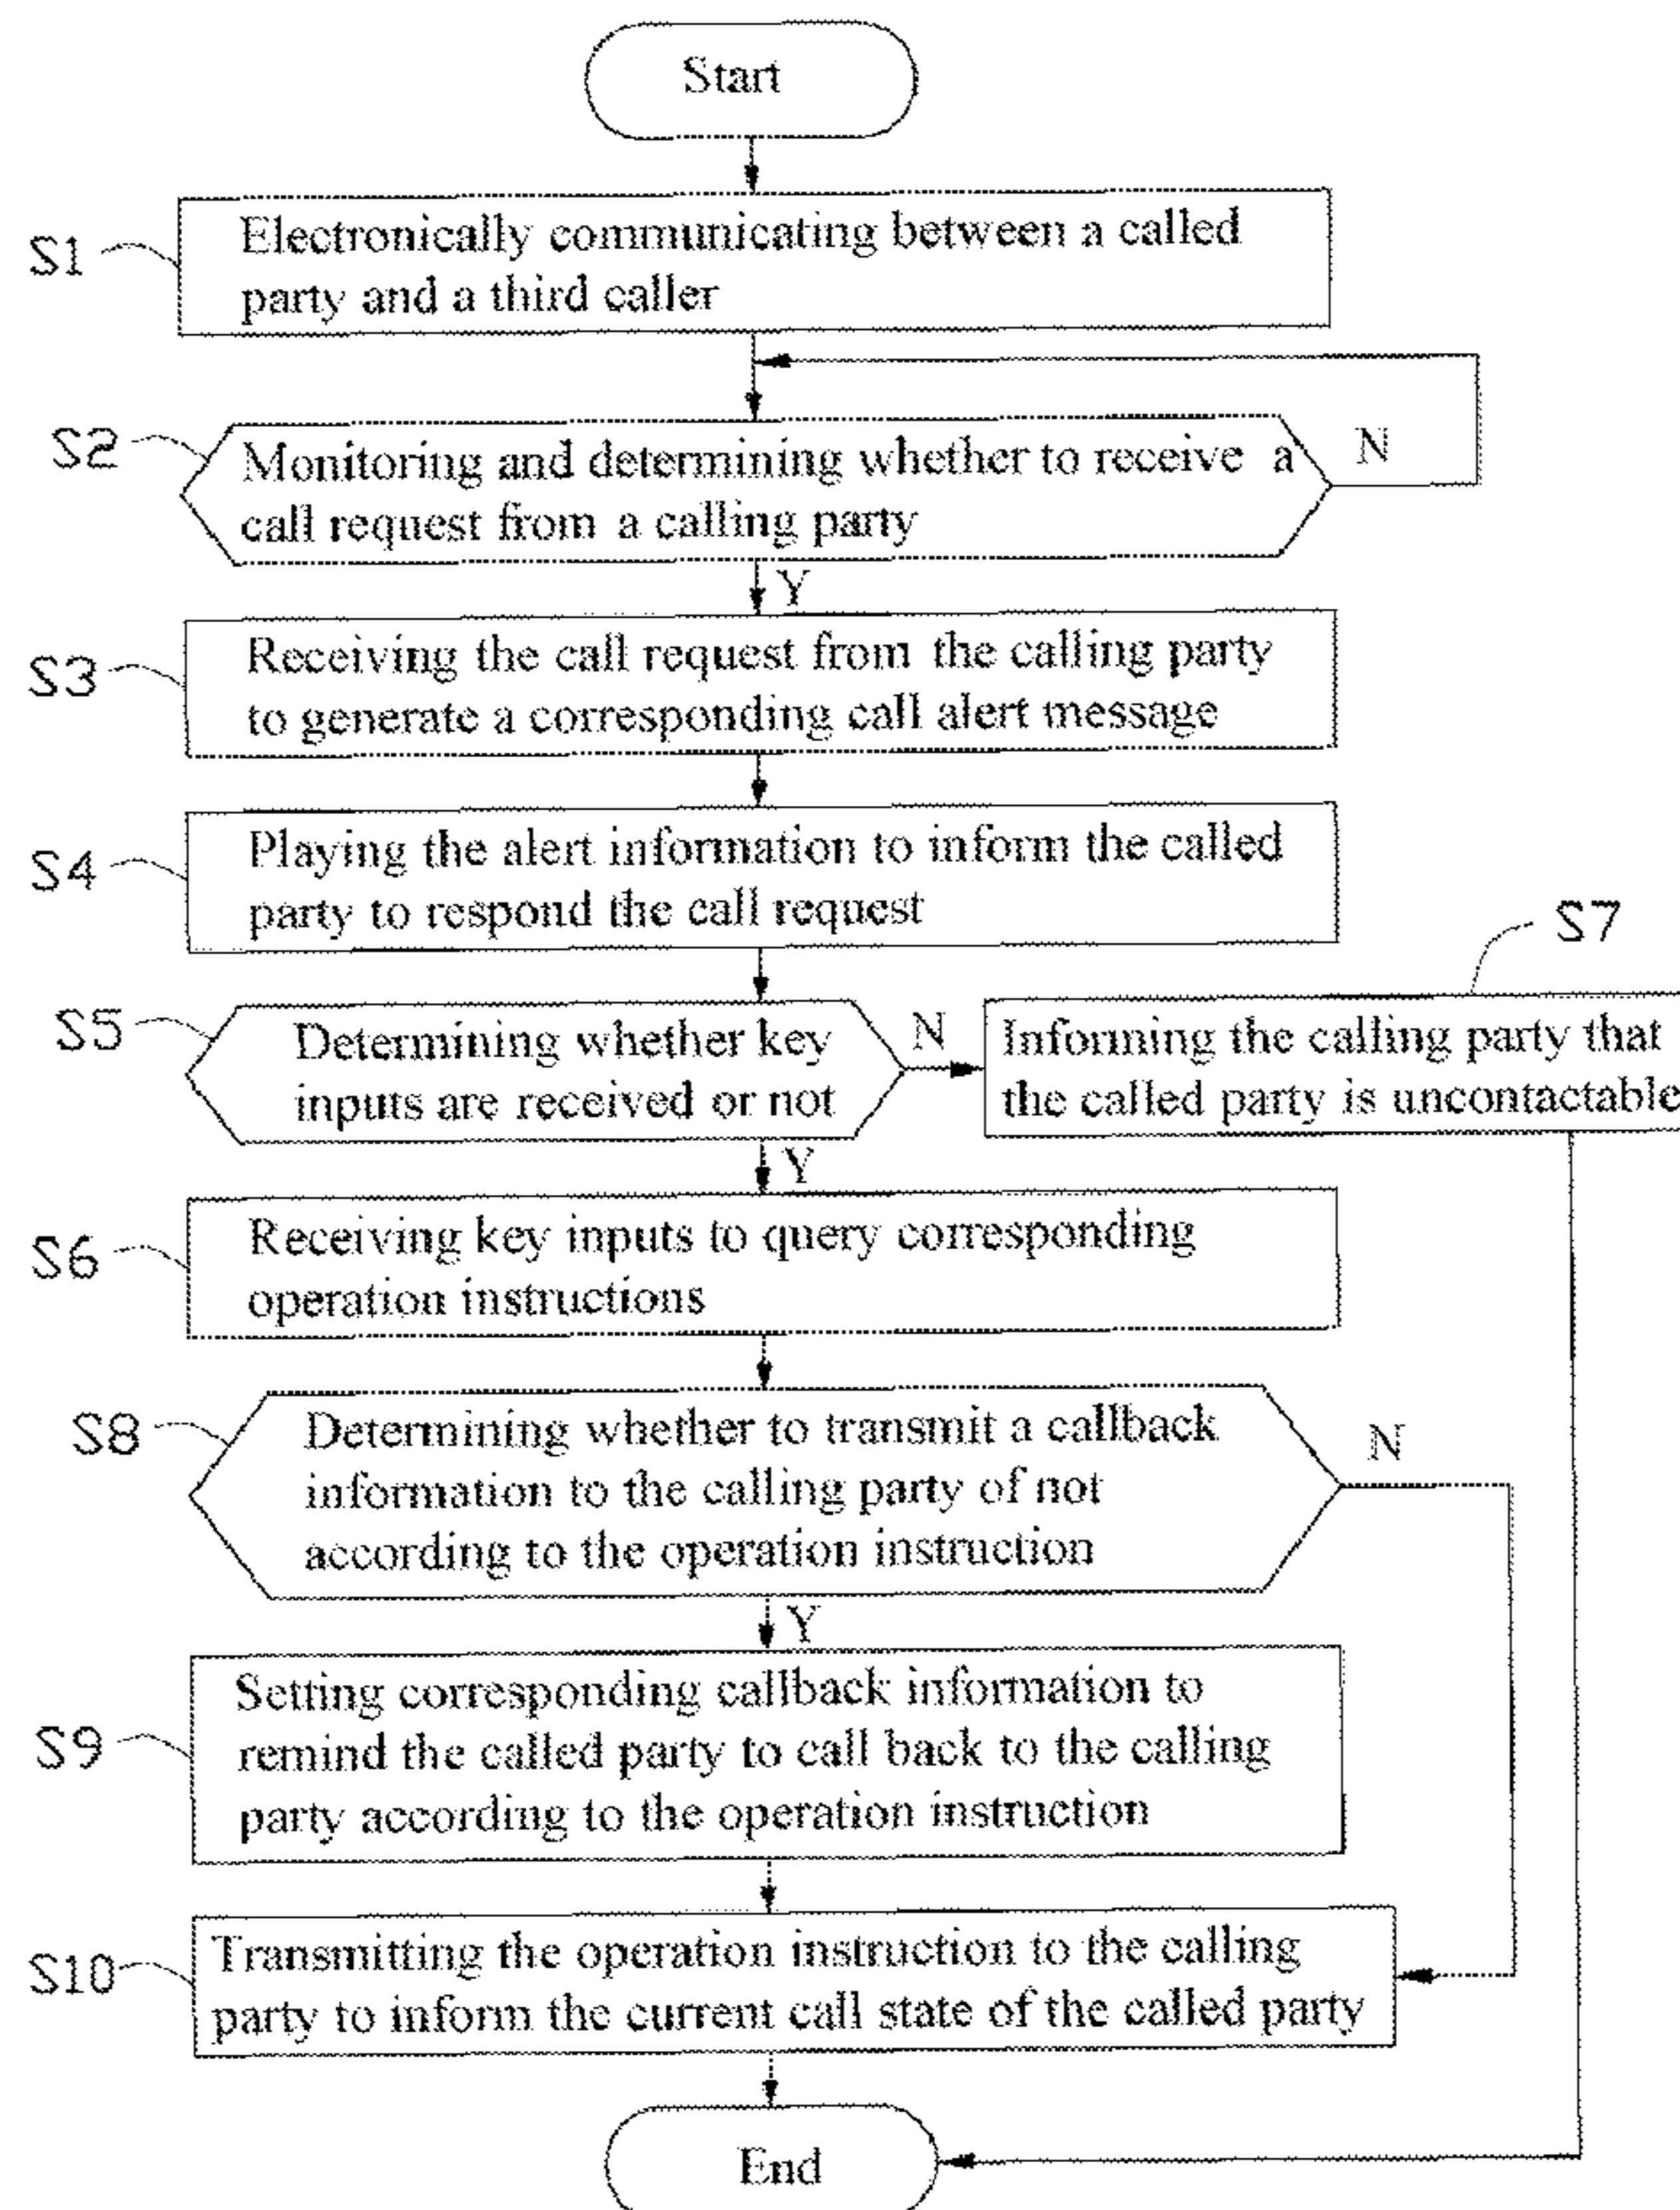 Start
S1
Electronically communicating between a called
party and a third caller
S2
Monitoring and determining whether to receive a
call request from a calling party
N
Y
S3
Receiving the call request from the calling party
to generate a corresponding call alert message
S4
Playing the alert information to inform the called
party to respond the call request
S5
Determining whether key
inputs are received or not
N
S7
Informing the calling party that
the called party is uncontactable
Y
S6
Receiving key inputs to query corresponding
operation instructions
S8
Determining whether to transmit a callback
information to the calling party of not
according to the operation instruction
N
Y
S9
Setting corresponding callback information to
remind the called party to call back to the calling
party according to the operation instruction
S10
Transmitting the operation instruction to the calling
party to inform the current call state of the called party
End